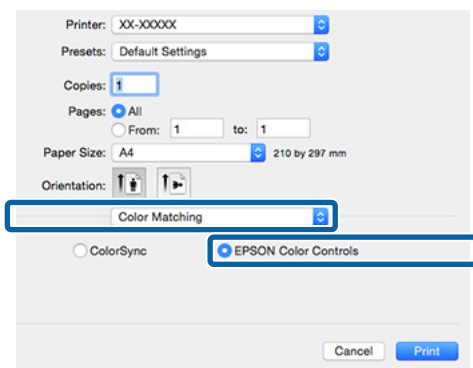 Printer: XX-XXXXX
Presets: Default Settings
Copies: 1
Pages: All
From: 1 to: 1
Paper Size: A4 210 by 297 mm
Orientation:
Color Matching
ColorSync EPSON Color Controls
Cancel Print